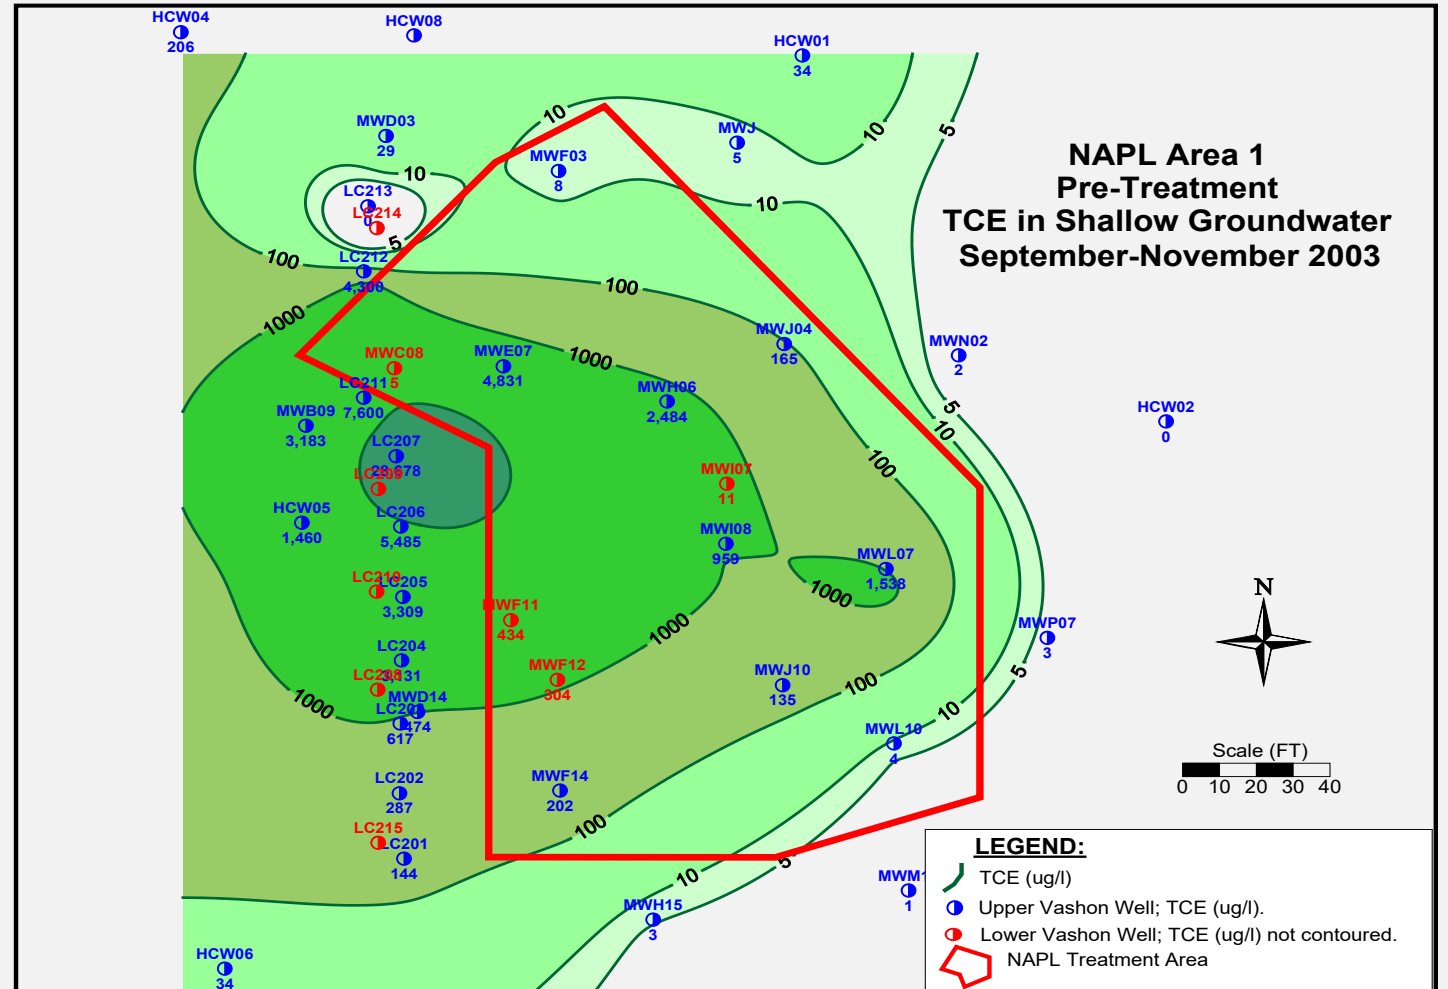 HCW04
206
HCW08
HCW01
34
NAPL Area 1
Pre-Treatment
TCE in Shallow Groundwater
September-November 2003
MWD03
29
10
MWF03
8
MWJ
5
10
5
10
LC213
0
LC214
5
10
100
LC212
4,300
100
1000
MWJ04
165
MWN02
2
MWC08
5
MWE07
4,831
1000
MWH06
2,484
LC211
7,600
MWB09
3,183
5
10
HCW02
0
LC207
LC209
100
MWI07
11
HCW05
1,460
LC206
5,485
MWI08
959
MWL07
1,538
1000
LC210
LC205
3,309
MWF11
434
1000
MWP07
3
5
LC204
3,131
LC208
MWF12
304
MWJ10
135
100
10
1000
MWD14
474
617
MWL10
4
LC202
287
MWF14
202
100
LC215
LC201
144
5
10
MWH15
3
1
HCW06
34
N
Scale (FT)
0 10 20 30 40
LEGEND:
TCE (ug/l)
Upper Vashon Well; TCE (ug/l).
Lower Vashon Well; TCE (ug/l) not contoured.
NAPL Treatment Area